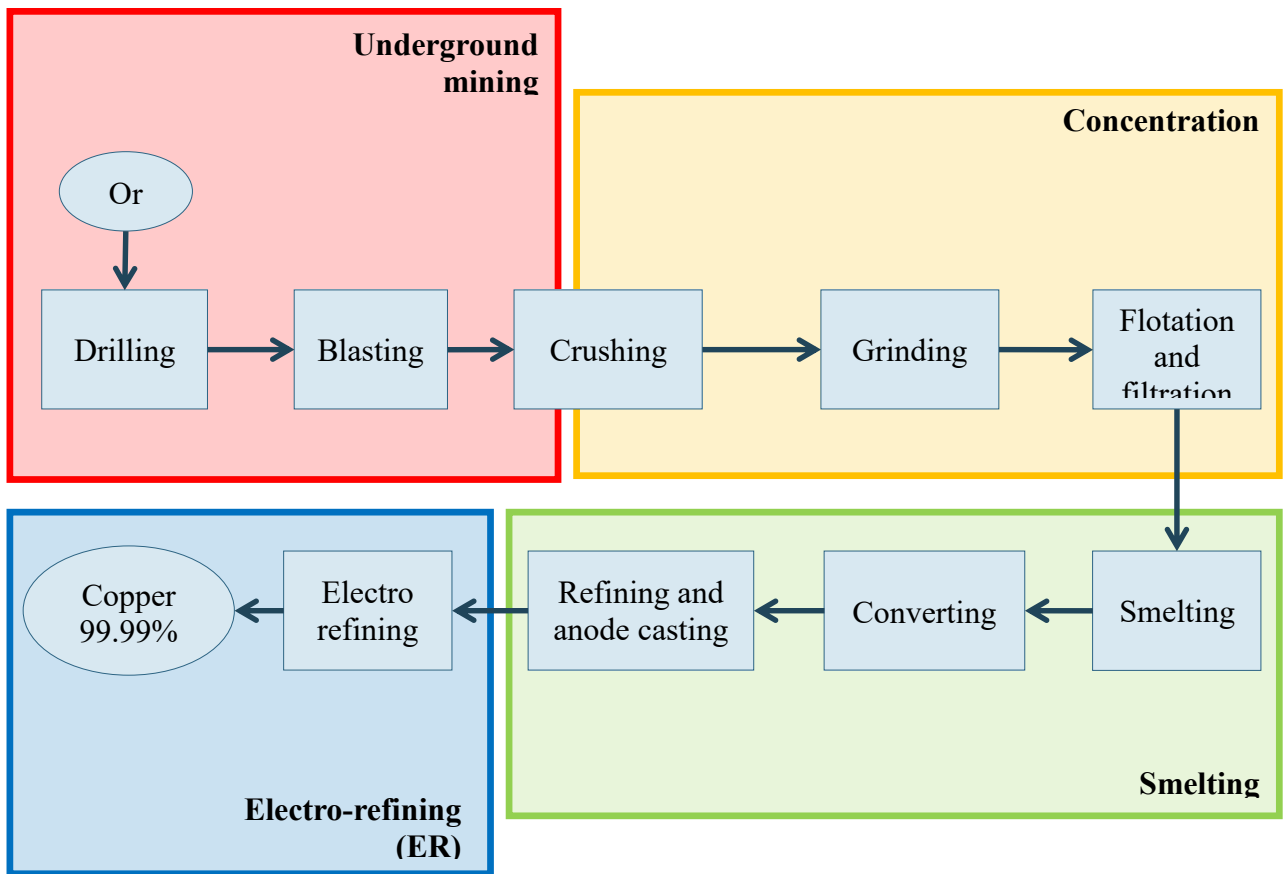 Underground
mining
Concentration
Or
Drilling
Blasting
Crushing
Grinding
Flotation
and
filtration
Copper
99.99%
Electro
refining
Refining and
anode casting
Converting
Smelting
Electro-refining
(ER)
Smelting